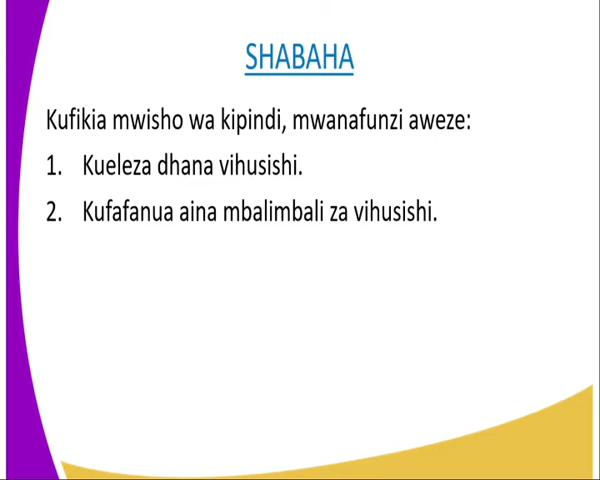 SHABAHA
Kufikia mwisho wa kipindi, mwanafunzi aweze:
1. Kueleza dhana vihusishi.
2. Kufafanua aina mbalimbali za vihusishi.